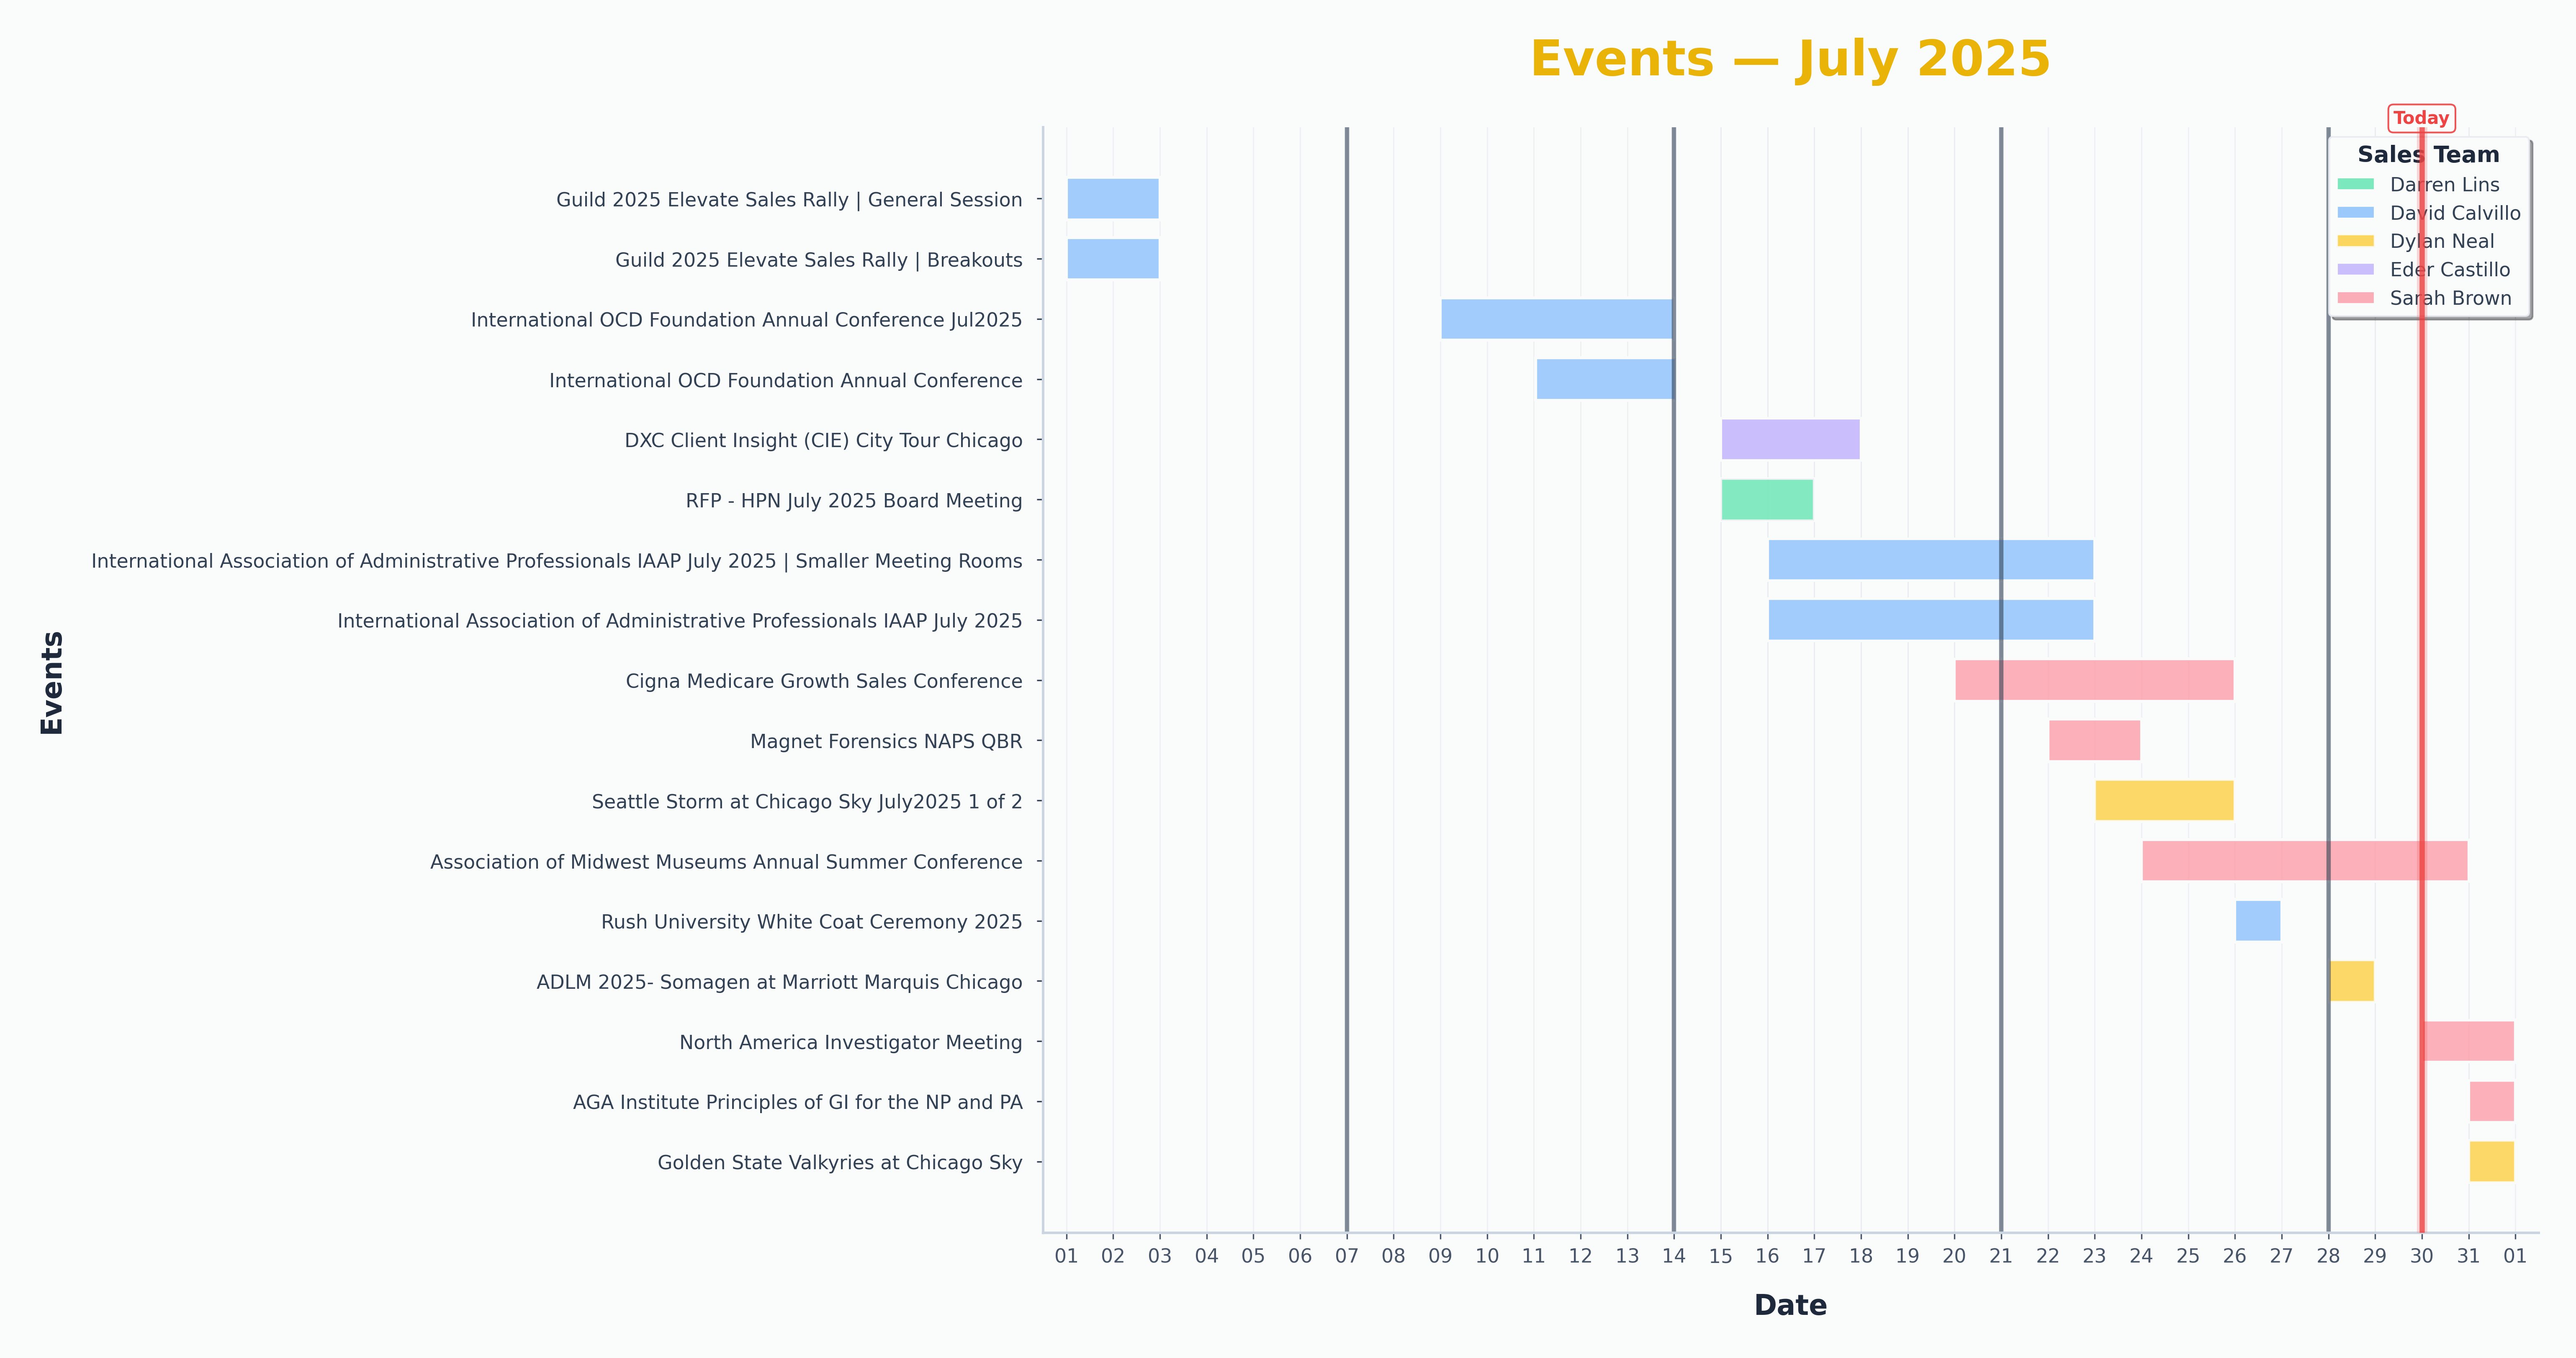 Events — July 2025
Today
Sales Team
Darren Lins
David Calvillo
Dylan Neal
Eder Castillo
Sarah Brown
Guild 2025 Elevate Sales Rally | General Session
Guild 2025 Elevate Sales Rally | Breakouts
International OCD Foundation Annual Conference Jul2025
International OCD Foundation Annual Conference
DXC Client Insight (CIE) City Tour Chicago
RFP - HPN July 2025 Board Meeting
International Association of Administrative Professionals IAAP July 2025 | Smaller Meeting Rooms
International Association of Administrative Professionals IAAP July 2025
Cigna Medicare Growth Sales Conference
Magnet Forensics NAPS QBR
Seattle Storm at Chicago Sky July2025 1 of 2
Association of Midwest Museums Annual Summer Conference
Rush University White Coat Ceremony 2025
ADLM 2025- Somagen at Marriott Marquis Chicago
North America Investigator Meeting
AGA Institute Principles of GI for the NP and PA
Golden State Valkyries at Chicago Sky
Events
01 02 03 04 05 06 07 08 09 10 11 12 13 14 15 16 17 18 19 20 21 22 23 24 25 26 27 28 29 30 31 01
Date